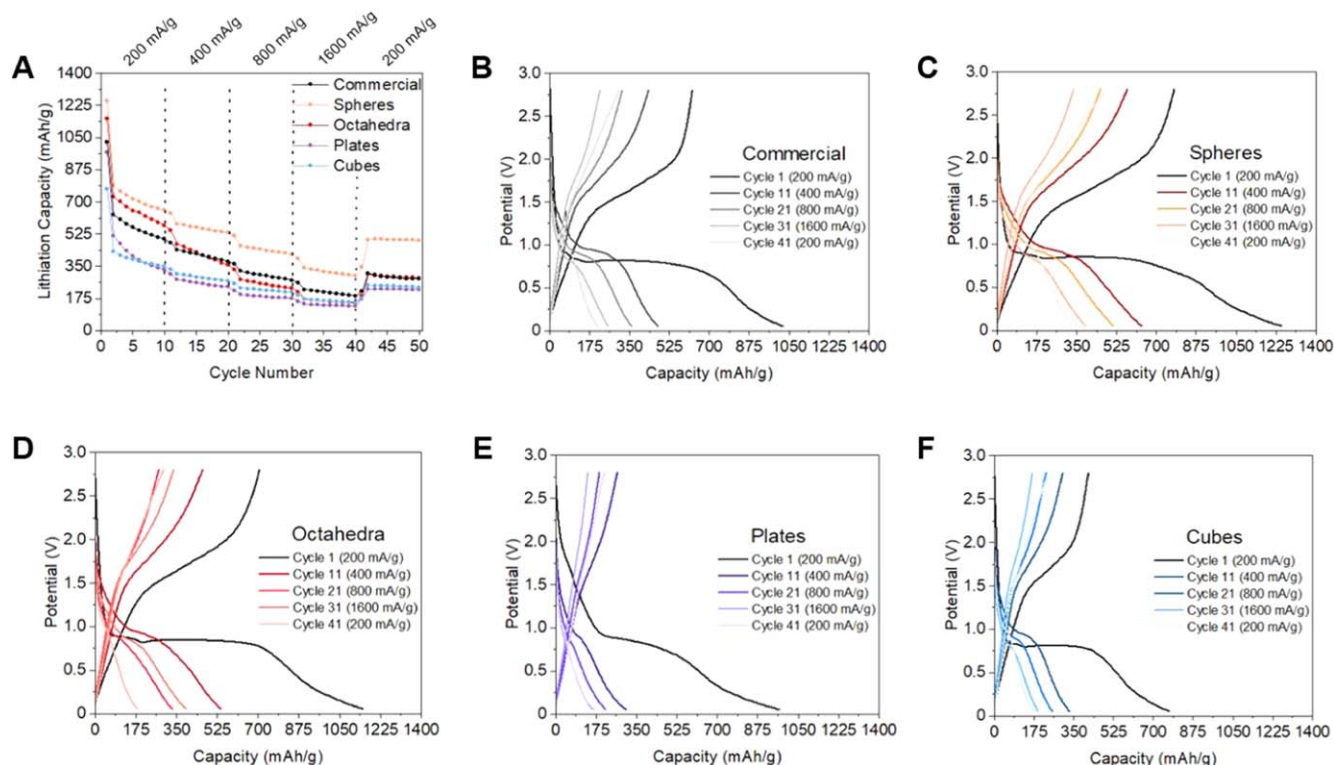 200 mA/g
400 mA/g
800 mA/g
1600 mA/g
200 mA/g
A
1400
1225
1050
875
700
525
350
175
0
Lithiation Capacity (mAh/g)
Commercial
Spheres
Octahedra
Plates
Cubes
0 5 10 15 20 25 30 35 40 45 50
Cycle Number
B
3.0
2.5
2.0
1.5
1.0
0.5
0
Potential (V)
Commercial
Cycle 1 (200 mA/g)
Cycle 11 (400 mA/g)
Cycle 21 (800 mA/g)
Cycle 31 (1600 mA/g)
Cycle 41 (200 mA/g)
0 175 350 525 700 875 1050 1225 1400
Capacity (mAh/g)
C
3.0
2.5
2.0
1.5
1.0
0.5
0
Potential (V)
Spheres
Cycle 1 (200 mA/g)
Cycle 11 (400 mA/g)
Cycle 21 (800 mA/g)
Cycle 31 (1600 mA/g)
Cycle 41 (200 mA/g)
0 175 350 525 700 875 1050 1225 1400
Capacity (mAh/g)
D
3.0
2.5
2.0
1.5
1.0
0.5
0
Potential (V)
Octahedra
Cycle 1 (200 mA/g)
Cycle 11 (400 mA/g)
Cycle 21 (800 mA/g)
Cycle 31 (1600 mA/g)
Cycle 41 (200 mA/g)
0 175 350 525 700 875 1050 1225 1400
Capacity (mAh/g)
E
3.0
2.5
2.0
1.5
1.0
0.5
0
Potential (V)
Plates
Cycle 1 (200 mA/g)
Cycle 11 (400 mA/g)
Cycle 21 (800 mA/g)
Cycle 31 (1600 mA/g)
Cycle 41 (200 mA/g)
0 175 350 525 700 875 1050 1225 1400
Capacity (mAh/g)
F
3.0
2.5
2.0
1.5
1.0
0.5
0
Potential (V)
Cubes
Cycle 1 (200 mA/g)
Cycle 11 (400 mA/g)
Cycle 21 (800 mA/g)
Cycle 31 (1600 mA/g)
Cycle 41 (200 mA/g)
0 175 350 525 700 875 1050 1225 1400
Capacity (mAh/g)